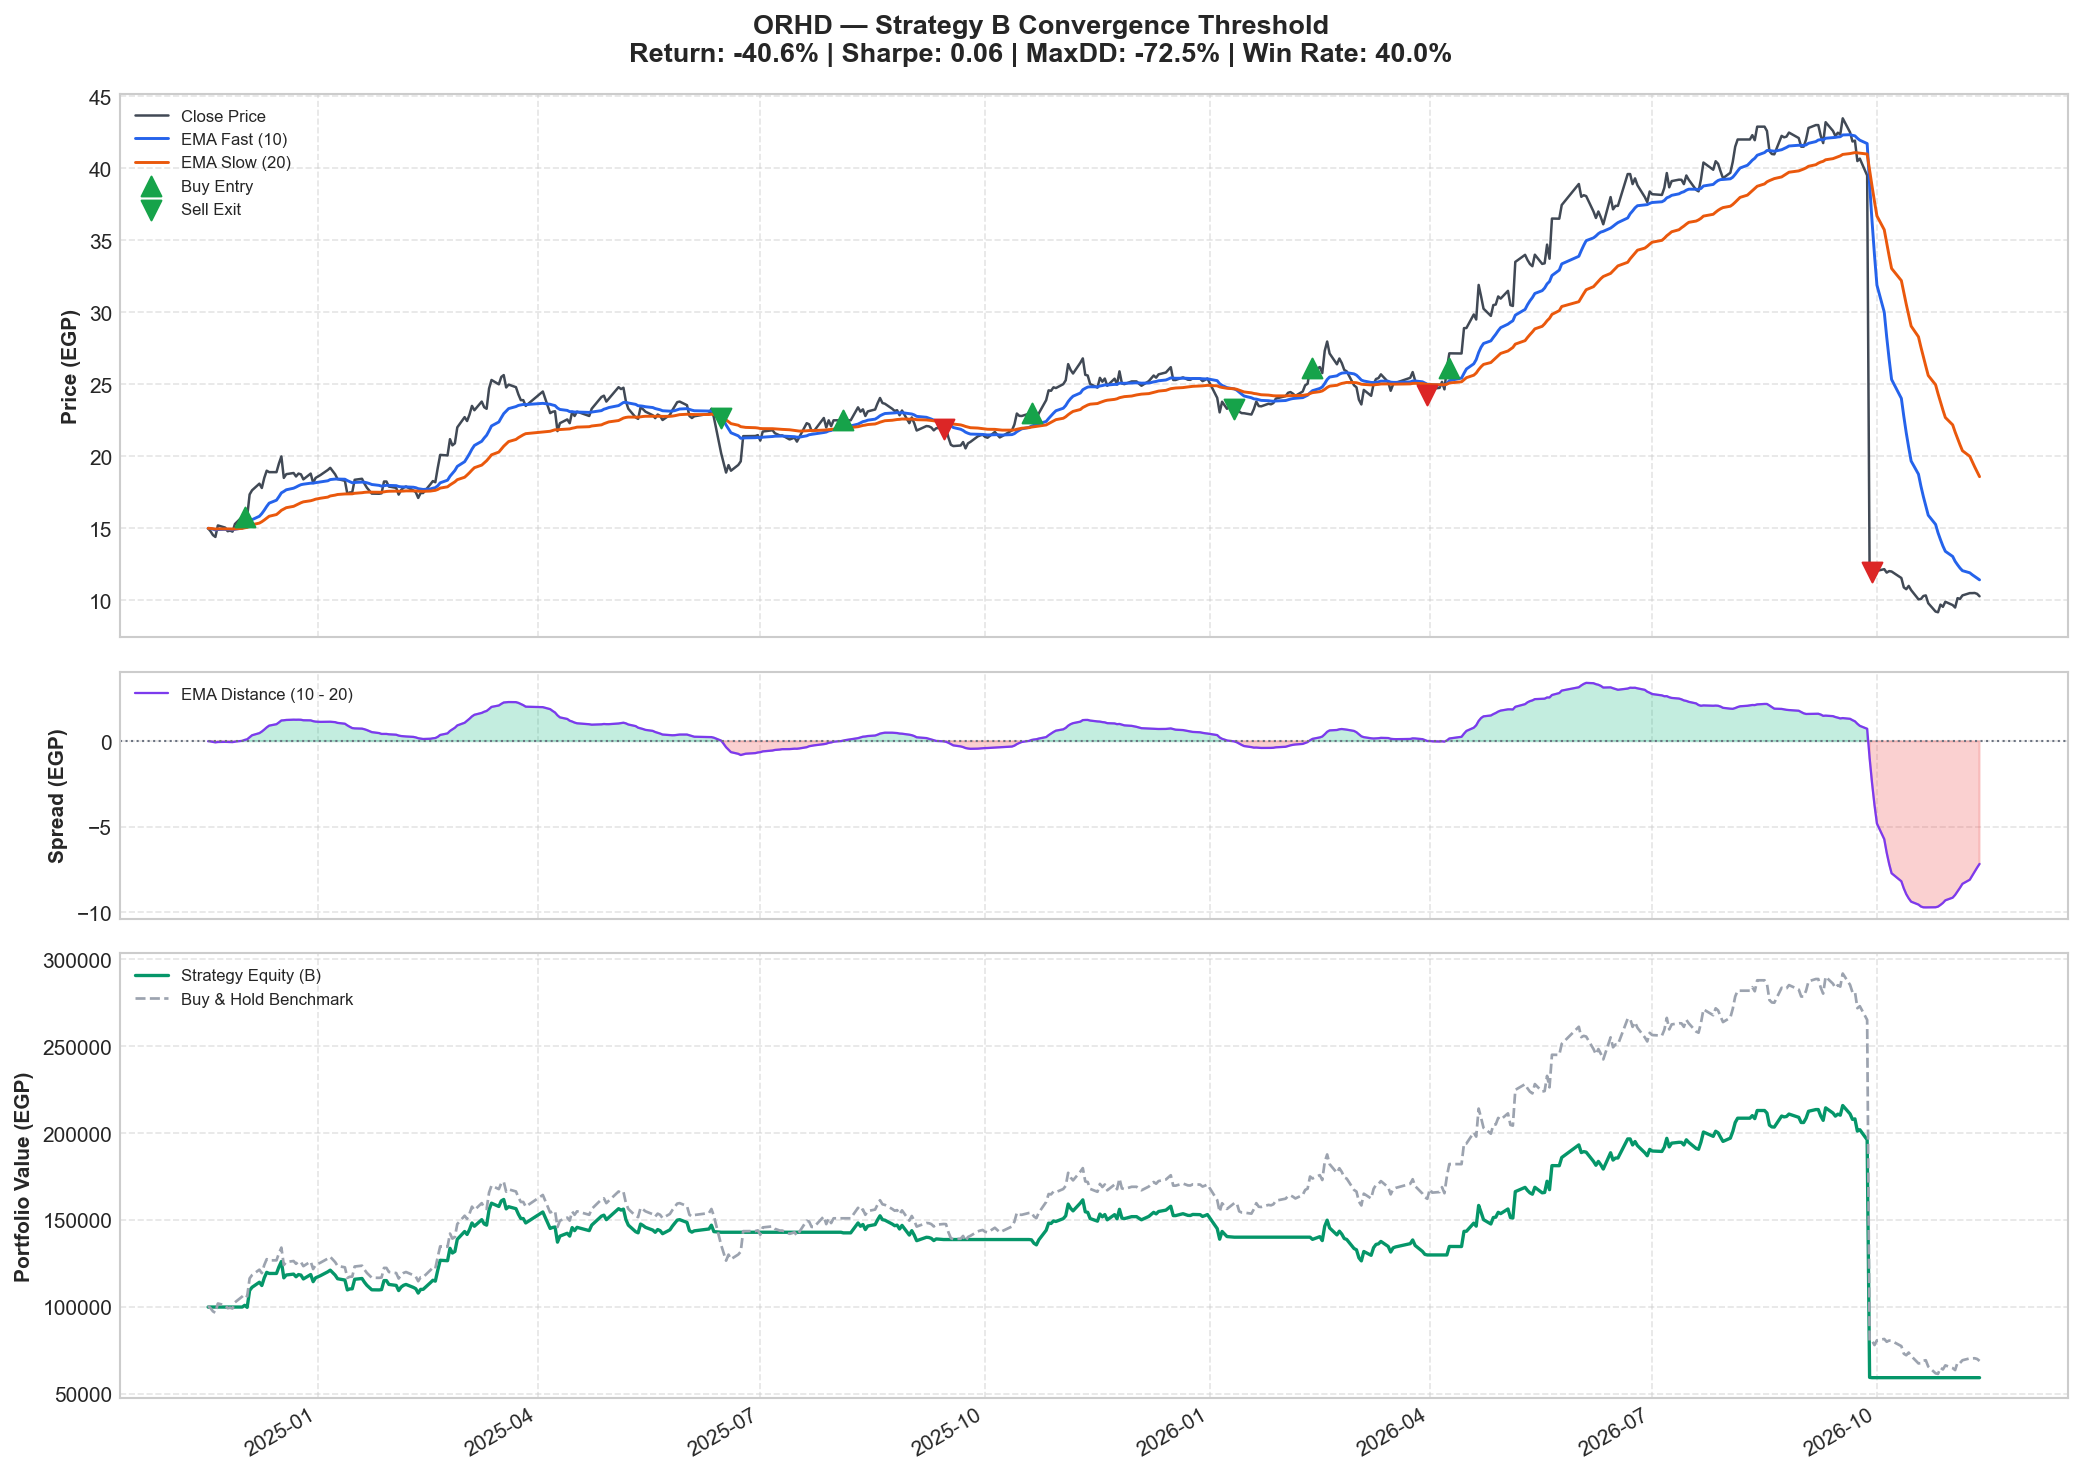 ORHD — Strategy B Convergence Threshold
Return: -40.6% | Sharpe: 0.06 | MaxDD: -72.5% | Win Rate: 40.0%
Price (EGP)
45
40
35
30
25
20
15
10
Close Price
EMA Fast (10)
EMA Slow (20)
Buy Entry
Sell Exit
Spread (EGP)
0
−5
−10
EMA Distance (10 - 20)
Portfolio Value (EGP)
300000
250000
200000
150000
100000
50000
Strategy Equity (B)
Buy & Hold Benchmark
2025-01
2025-04
2025-07
2025-10
2026-01
2026-04
2026-07
2026-10